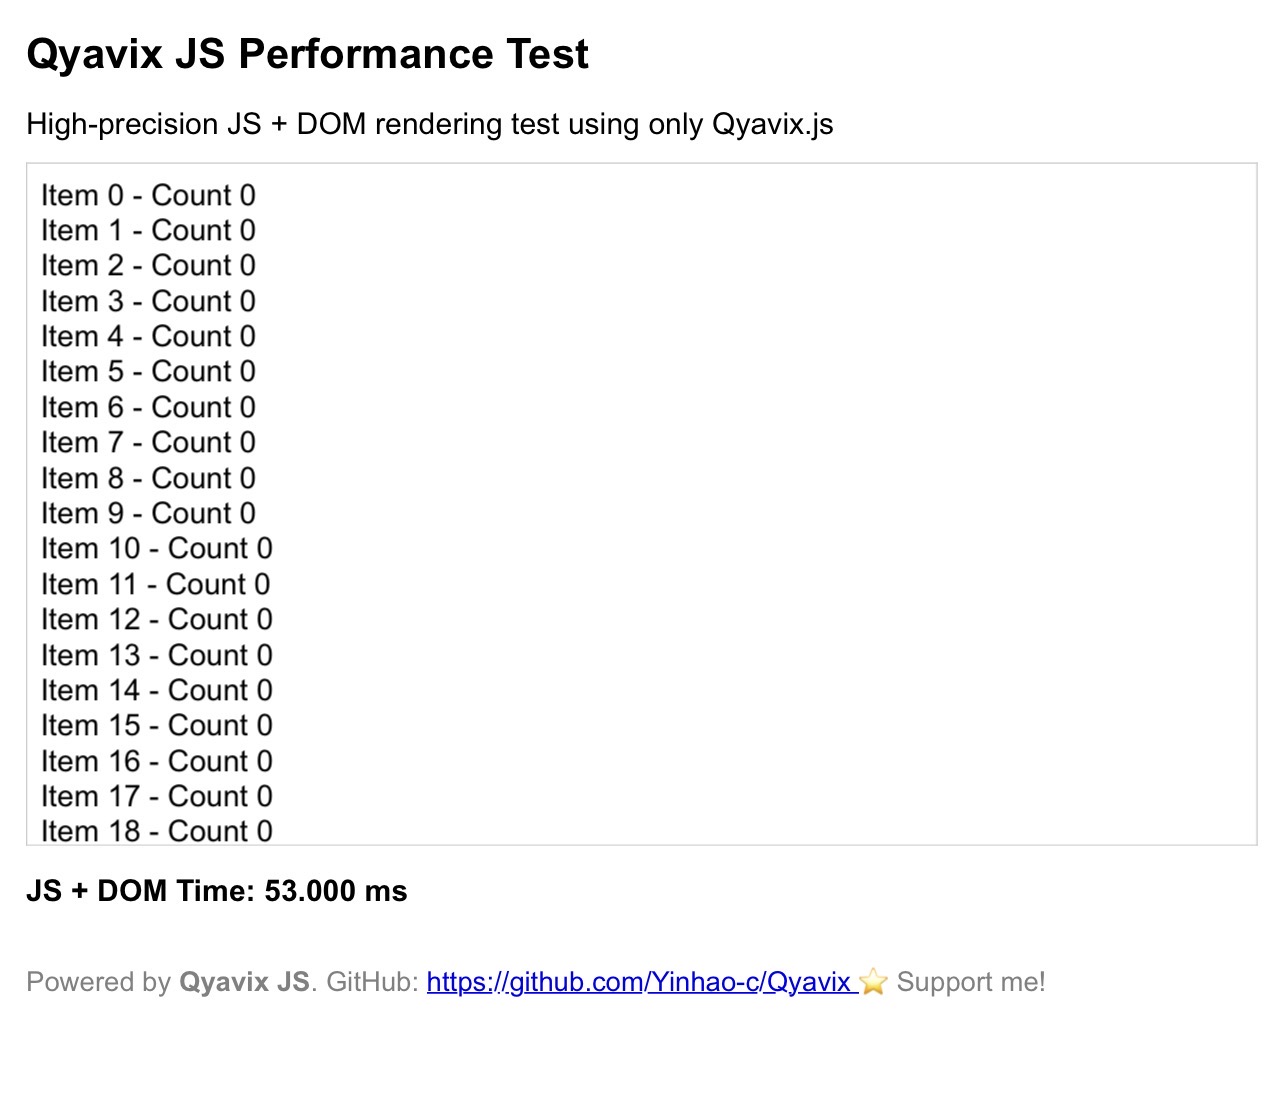 Qyavix JS Performance Test
High-precision JS + DOM rendering test using only Qyavix.js
Item 0 - Count 0
Item 1 - Count 0
Item 2 - Count 0
Item 3 - Count 0
Item 4 - Count 0
Item 5 - Count 0
Item 6 - Count 0
Item 7 - Count 0
Item 8 - Count 0
Item 9 - Count 0
Item 10 - Count 0
Item 11 - Count 0
Item 12 - Count 0
Item 13 - Count 0
Item 14 - Count 0
Item 15 - Count 0
Item 16 - Count 0
Item 17 - Count 0
Item 18 - Count 0
JS + DOM Time: 53.000 ms
Powered by Qyavix JS. GitHub: https://github.com/Yinhao-c/Qyavix ⭐ Support me!